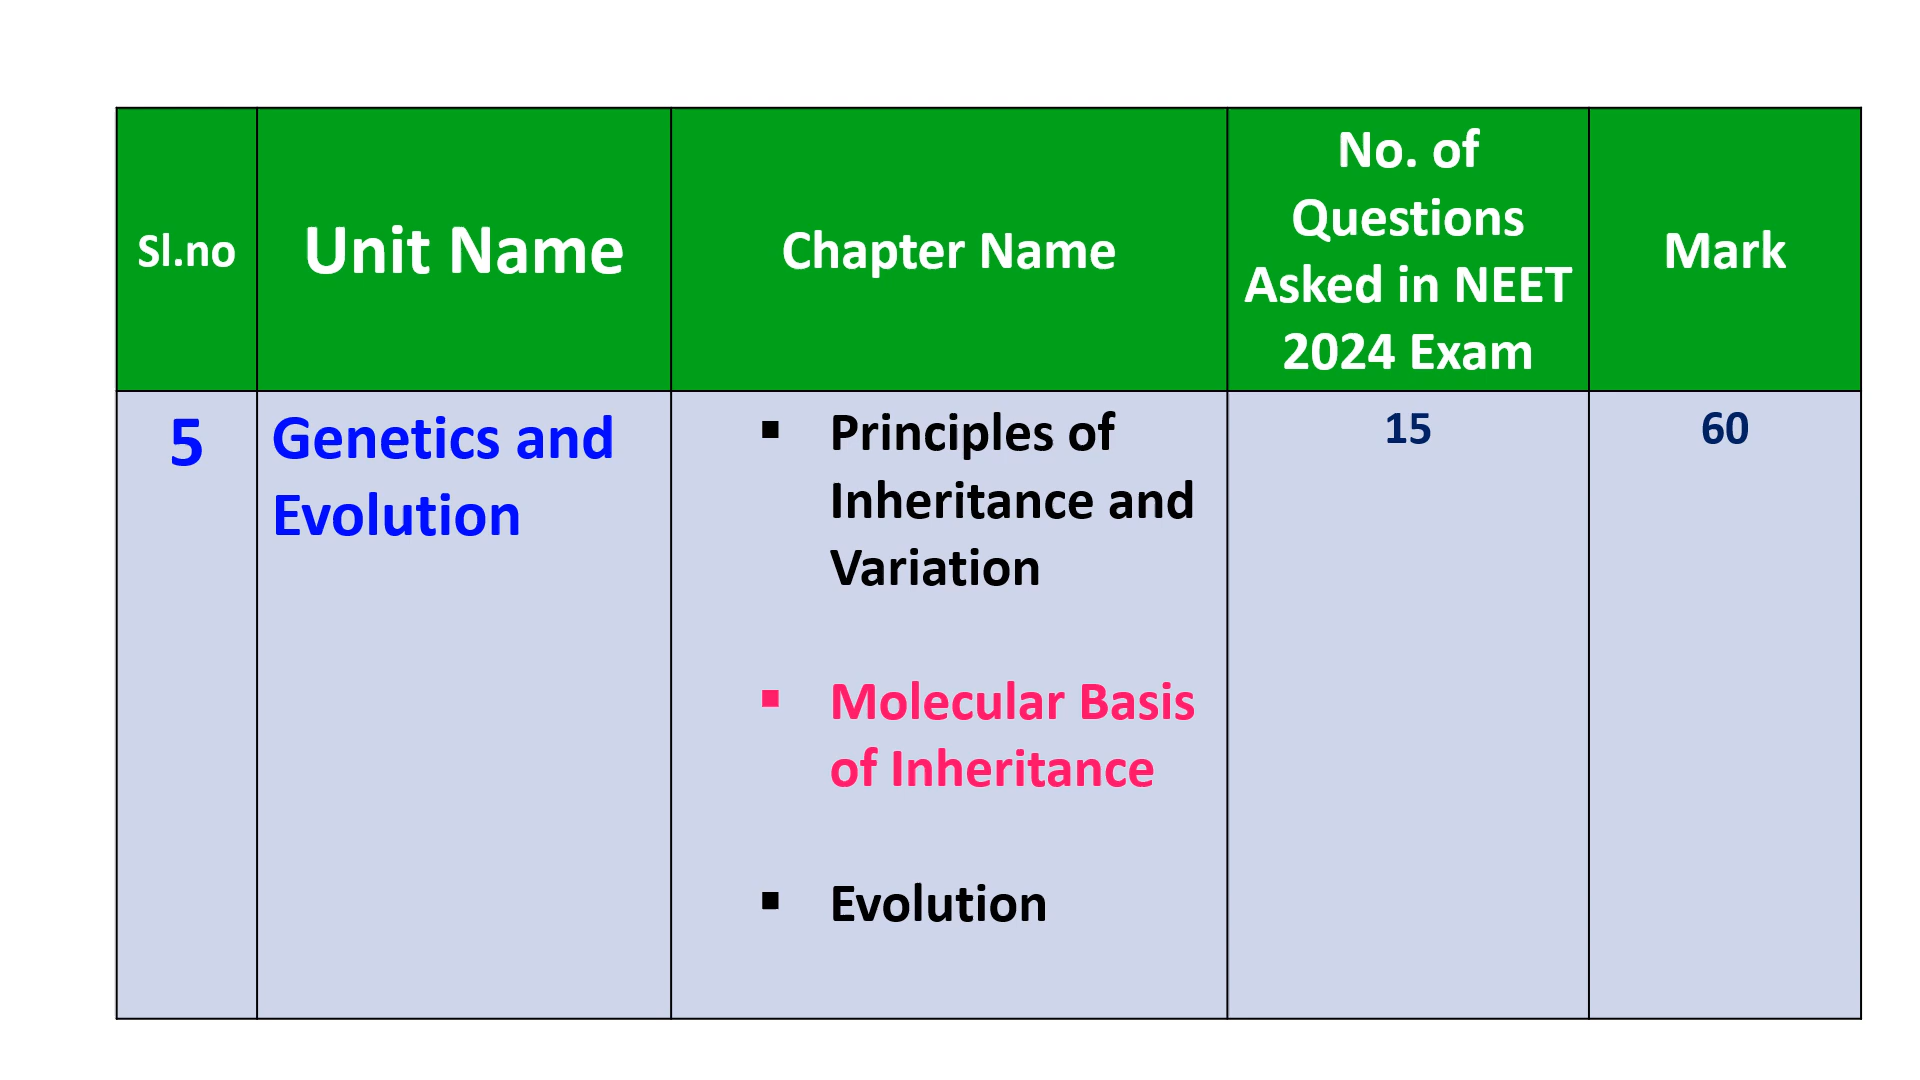 Sl.no
Unit Name
Chapter Name
No. of
Questions
Asked in NEET
2024 Exam
Mark
5
Genetics and
Evolution
▪ Principles of
Inheritance and
Variation
▪ Molecular Basis
of Inheritance
▪ Evolution
15
60